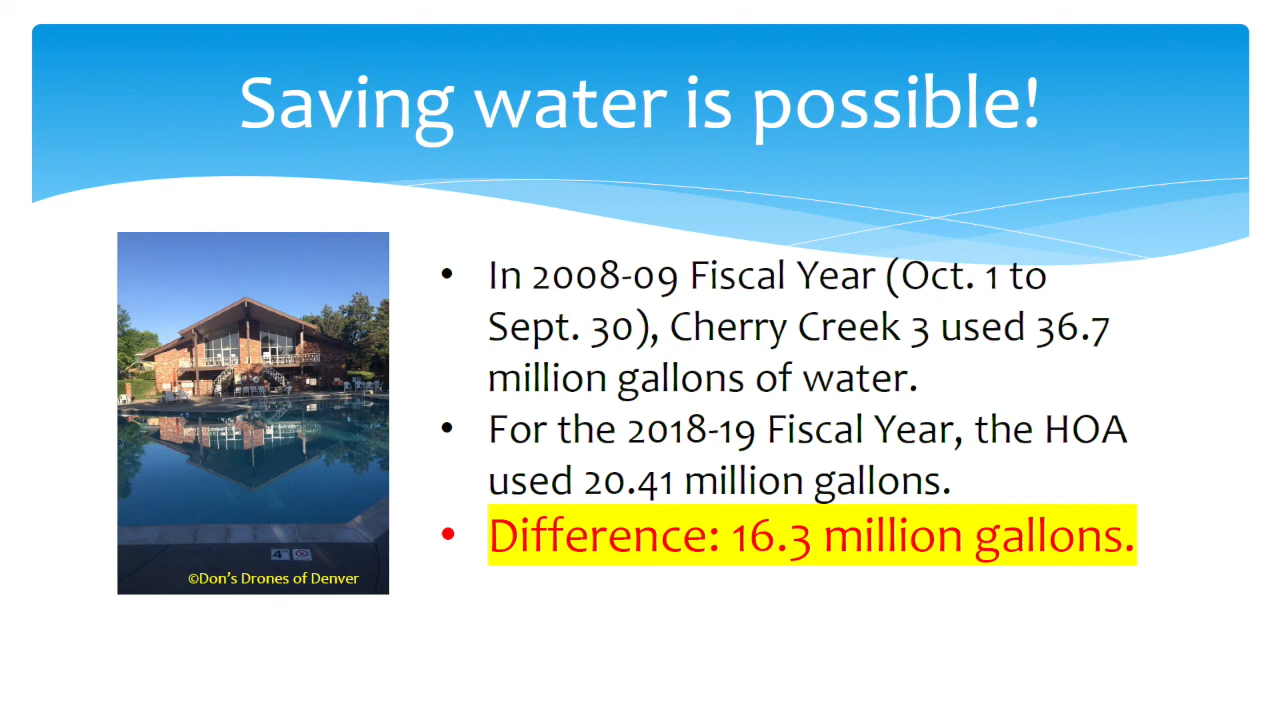 Saving water is possible!
• In 2008-09 Fiscal Year (Oct. 1 to
Sept. 30), Cherry Creek 3 used 36.7
million gallons of water.
• For the 2018-19 Fiscal Year, the HOA
used 20.41 million gallons.
• Difference: 16.3 million gallons.
4"
©Don's Drones of Denver